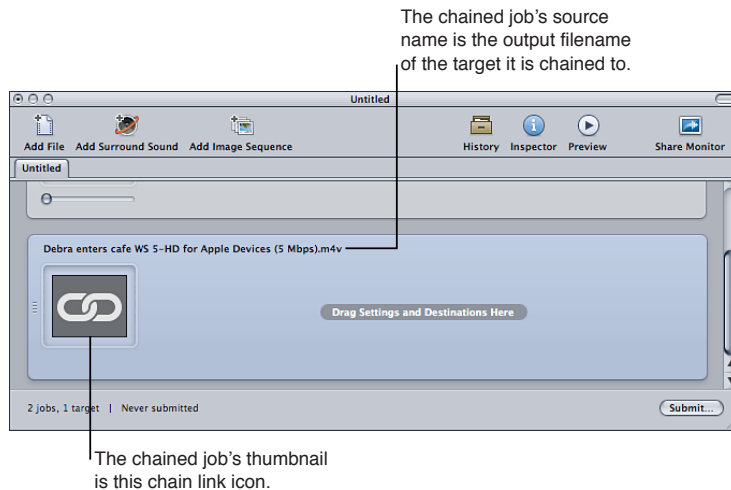 The chained job's source
name is the output filename
of the target it is chained to.
Untitled
Add File Add Surround Sound Add Image Sequence History Inspector Preview Share Monitor
Untitled
Debra enters cafe WS 5-HD for Apple Devices (5 Mbps).m4v
Drag Settings and Destinations Here
2 jobs, 1 target | Never submitted Submit...
The chained job's thumbnail
is this chain link icon.